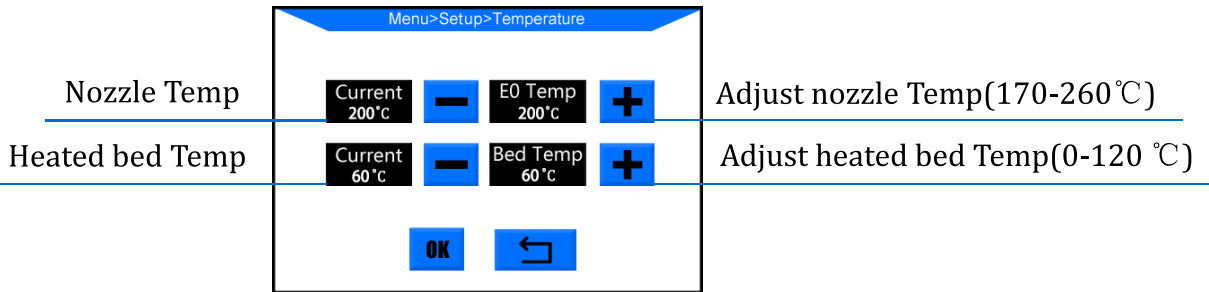 Menu>Setup>Temperature
Nozzle Temp
Current
200℃
E0 Temp
200℃
Adjust nozzle Temp(170-260℃)
Heated bed Temp
Current
60℃
Bed Temp
60℃
Adjust heated bed Temp(0-120 ℃)
OK